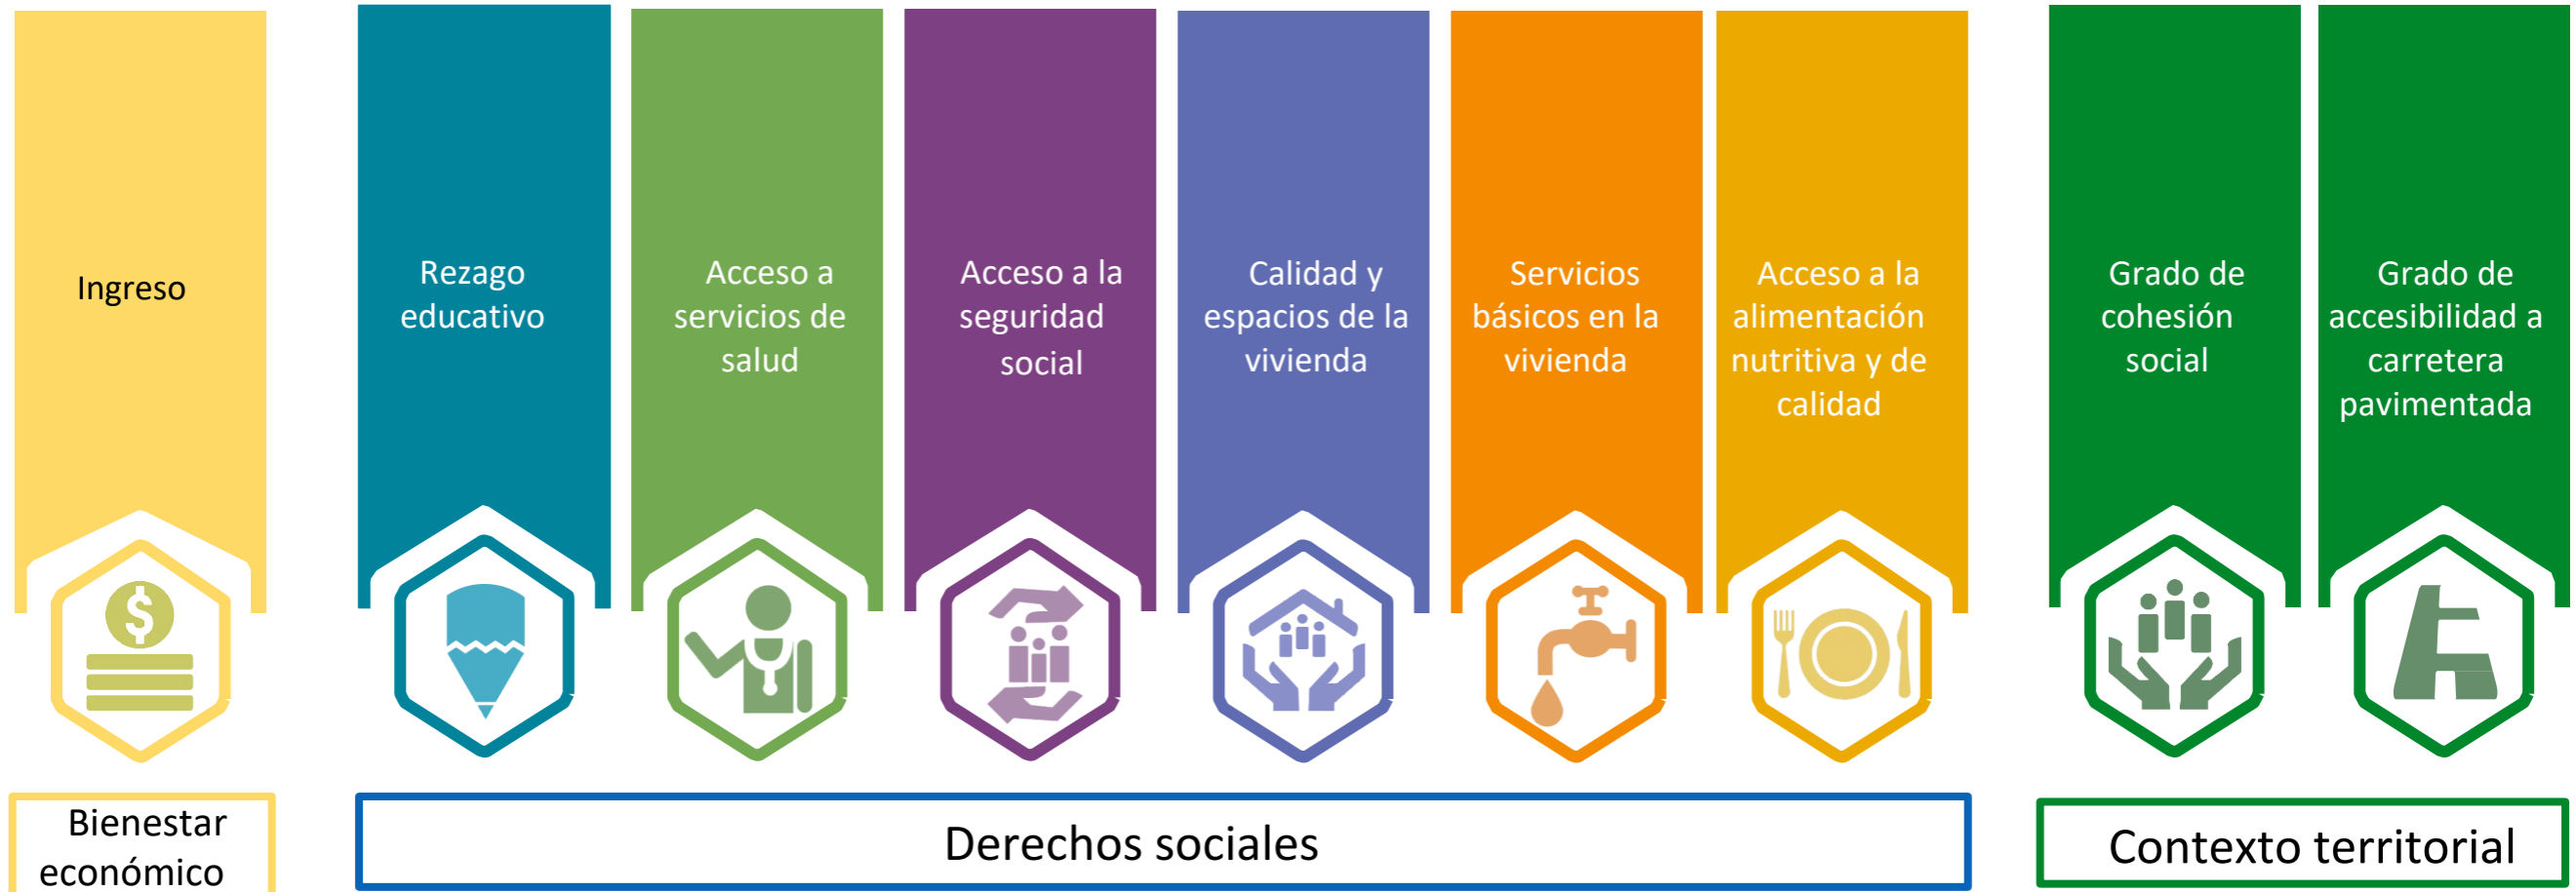 Ingreso
Rezago
educativo
Acceso a
servicios de
salud
Acceso a la
seguridad
social
Calidad y
espacios de la
vivienda
Servicios
básicos en la
vivienda
Acceso a la
alimentación
nutritiva y de
calidad
Grado de
cohesión
social
Grado de
accesibilidad a
carretera
pavimentada
$
Bienestar
económico
Derechos sociales
Contexto territorial